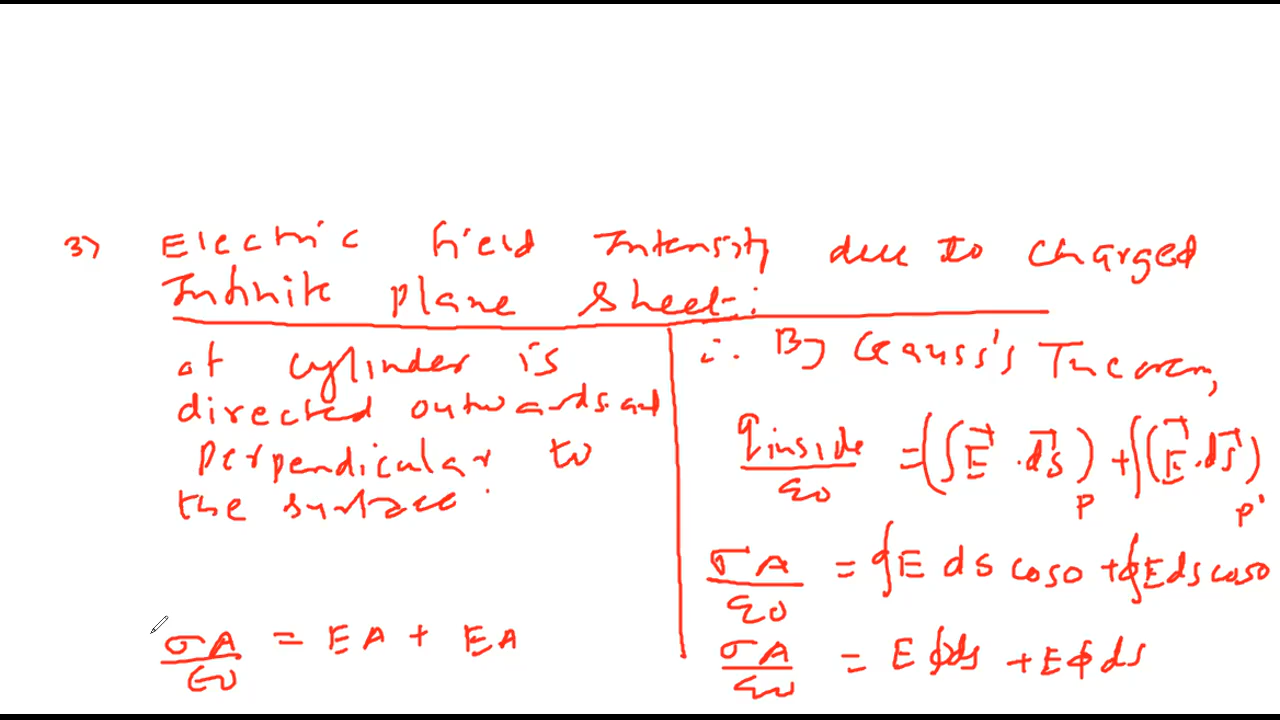 3) Electric field Intensity due to charged
Infinite plane sheet:
of cylinder is
directed outwards and
perpendicular to
the surface.
σA/ε0 = EA + EA
∴ By Gauss's Theorem,
qinside/ε0 = (∫E⃗ .ds⃗)P + ∫(E⃗.ds⃗)P'
σA/ε0 = ∮E ds cos0 + ∮Eds cos0
σA/ε0 = E∮ds + E∮ds